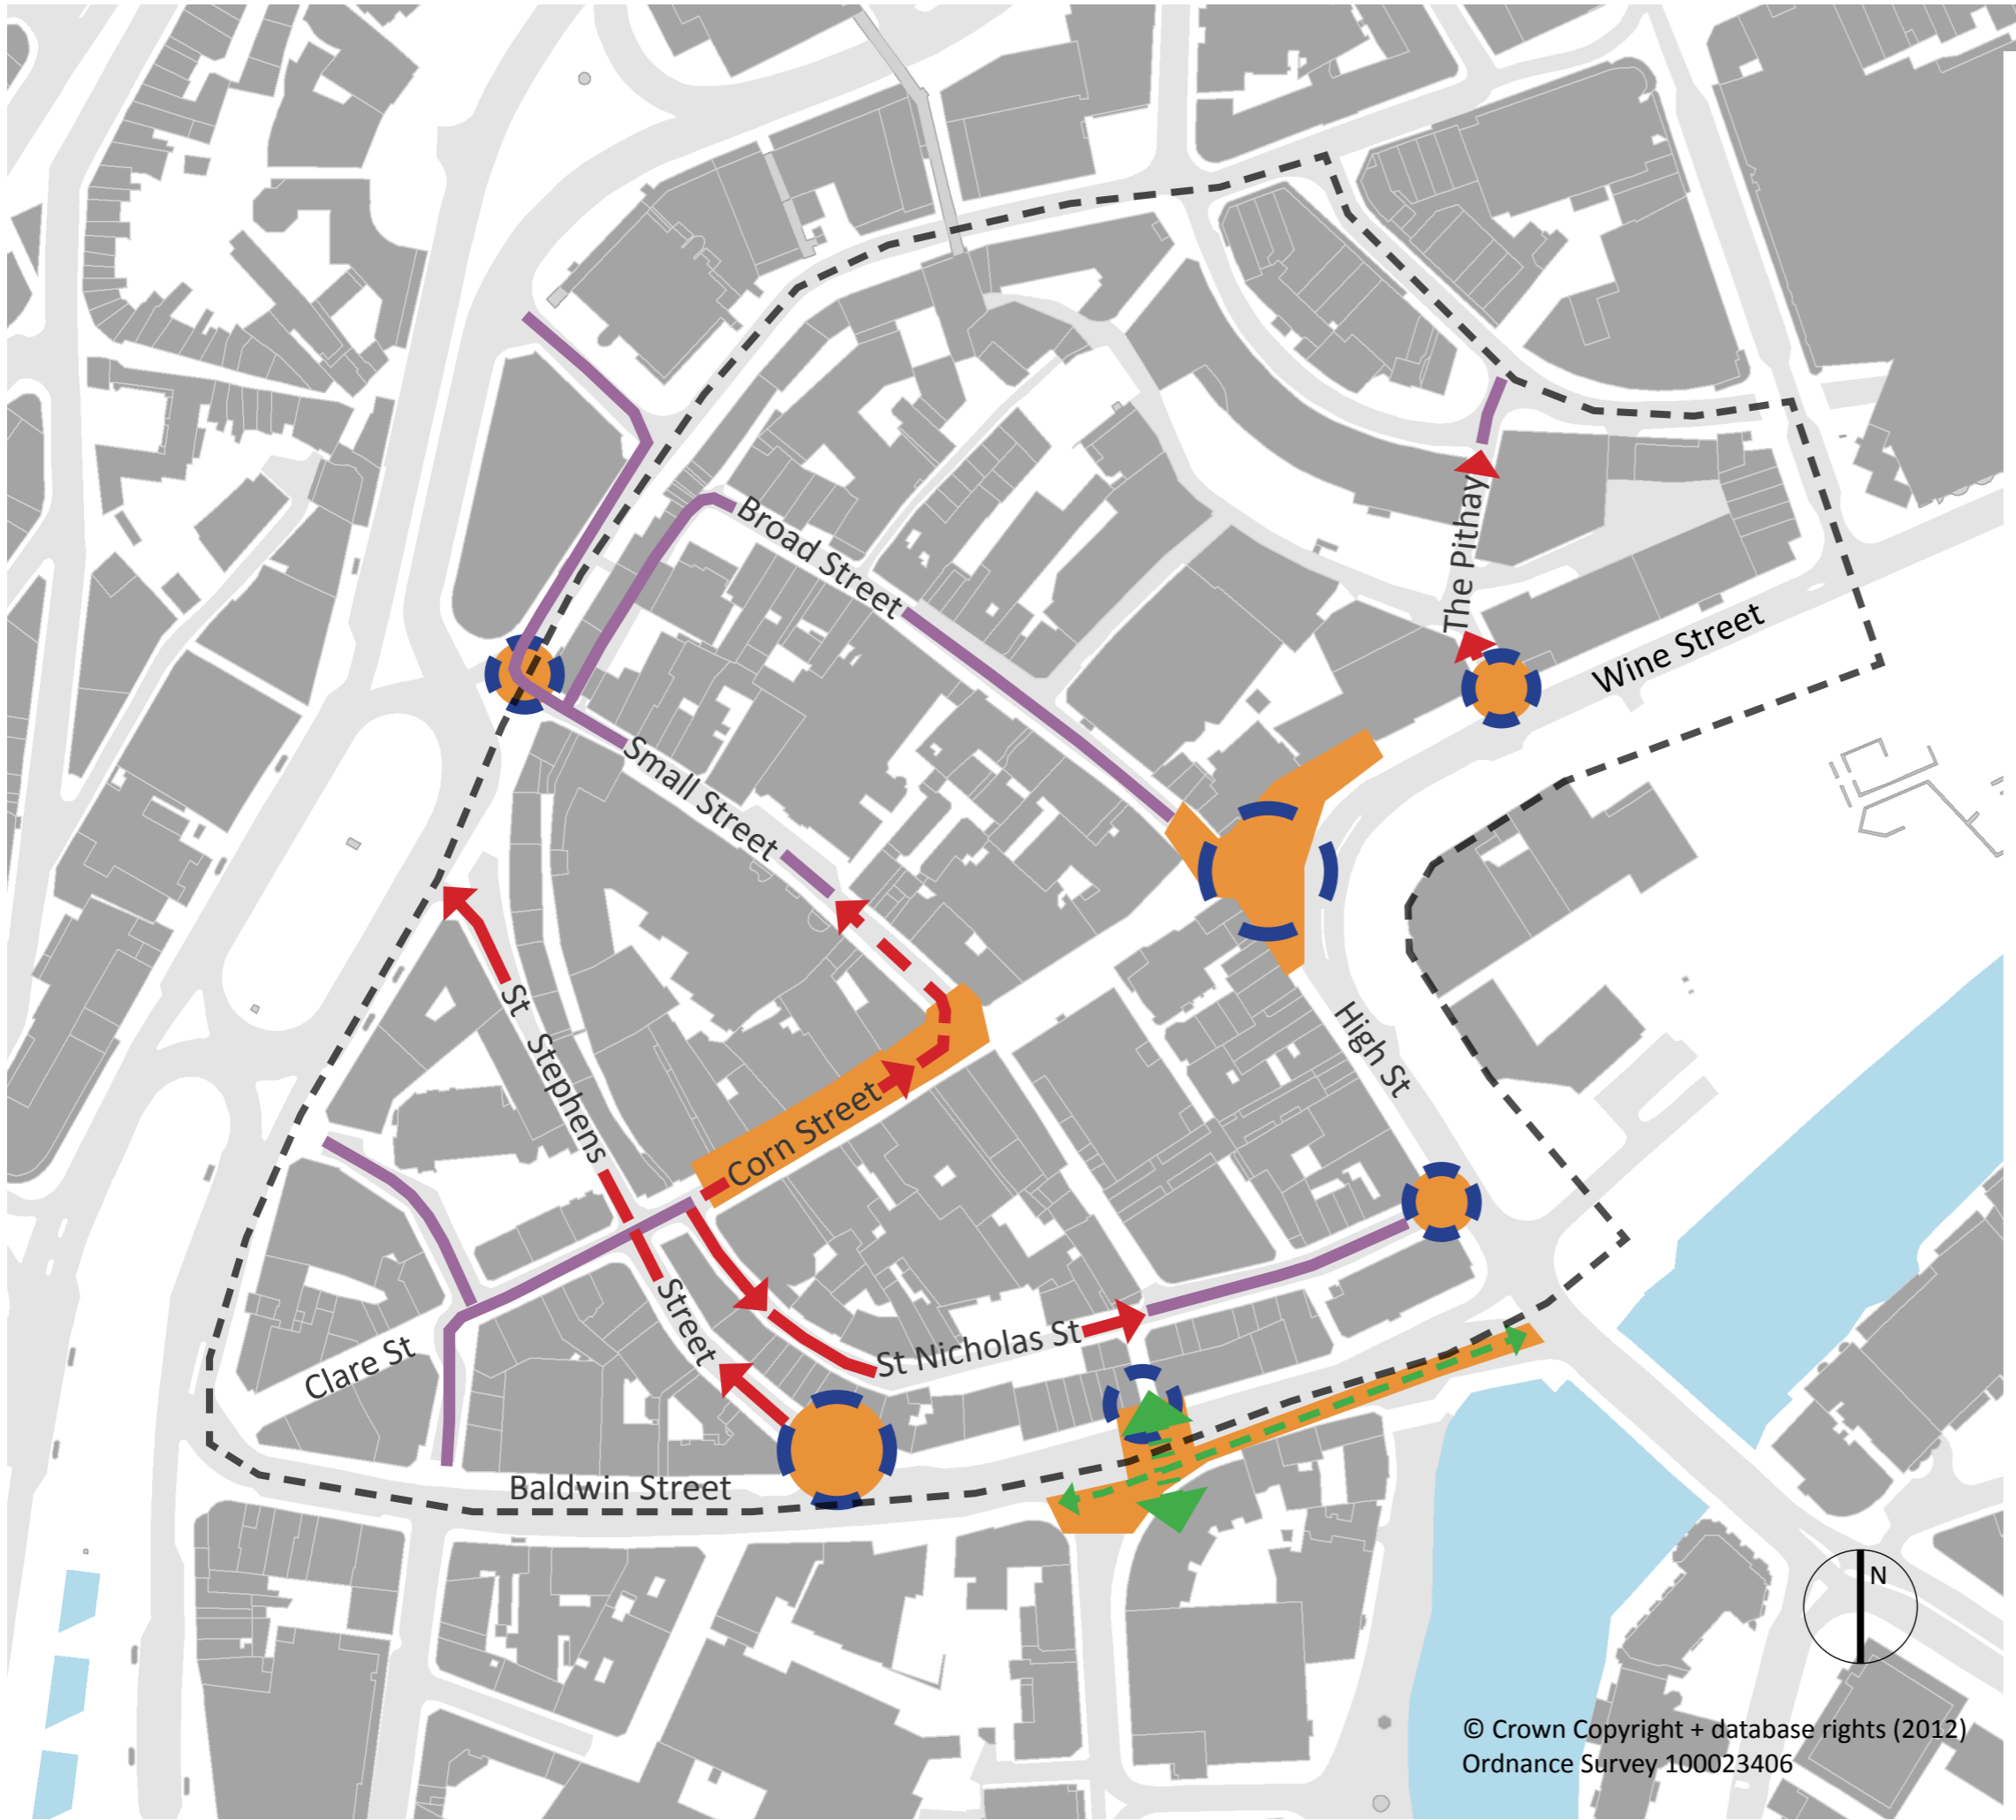 Broad Street
The Pithay
Wine Street
Small Street
St Stephens Street
High St
Corn Street
St Nicholas St
Clare St
Baldwin Street
N
© Crown Copyright + database rights (2012)
Ordnance Survey 100023406